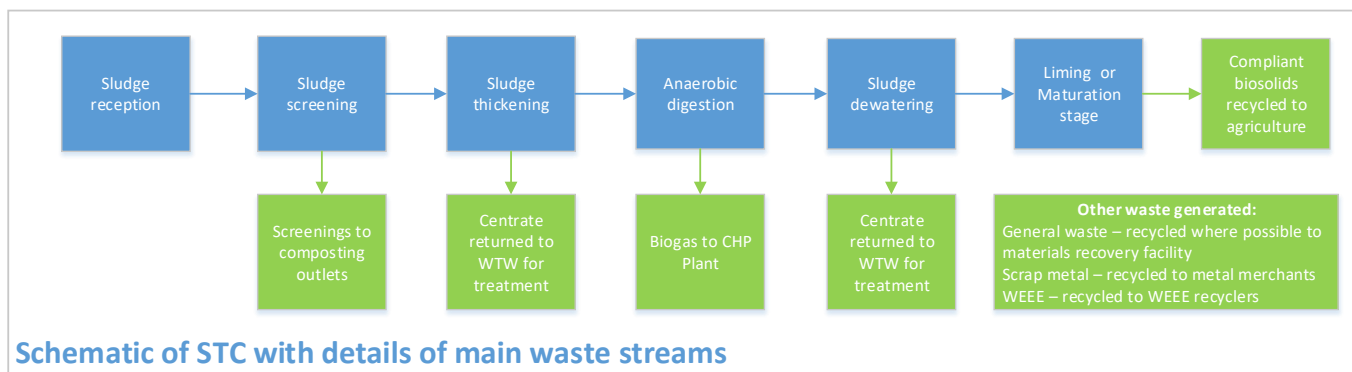 Sludge
reception
Sludge
screening
Sludge
thickening
Anaerobic
digestion
Sludge
dewatering
Liming or
Maturation
stage
Compliant
biosolids
recycled to
agriculture
Screenings to
composting
outlets
Centrate
returned to
WTW for
treatment
Biogas to CHP
Plant
Centrate
returned to
WTW for
treatment
Other waste generated:
General waste – recycled where possible to
materials recovery facility
Scrap metal – recycled to metal merchants
WEEE – recycled to WEEE recyclers
Schematic of STC with details of main waste streams